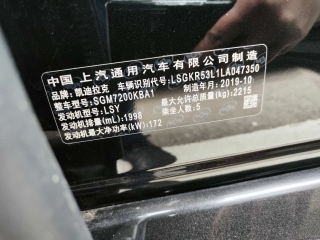 中国 上汽通用汽车有限公司制造
品牌：凯迪拉克 车辆识别代号：LSGKR53L1LA047350
整车型号：SGM7200KBA1 制造年月：2019-10
发动机型号：LSY 最大允许总质量(kg)：2215
发动机排量(mL)：1998 乘坐人数：5
发动机最大净功率(kW)：172